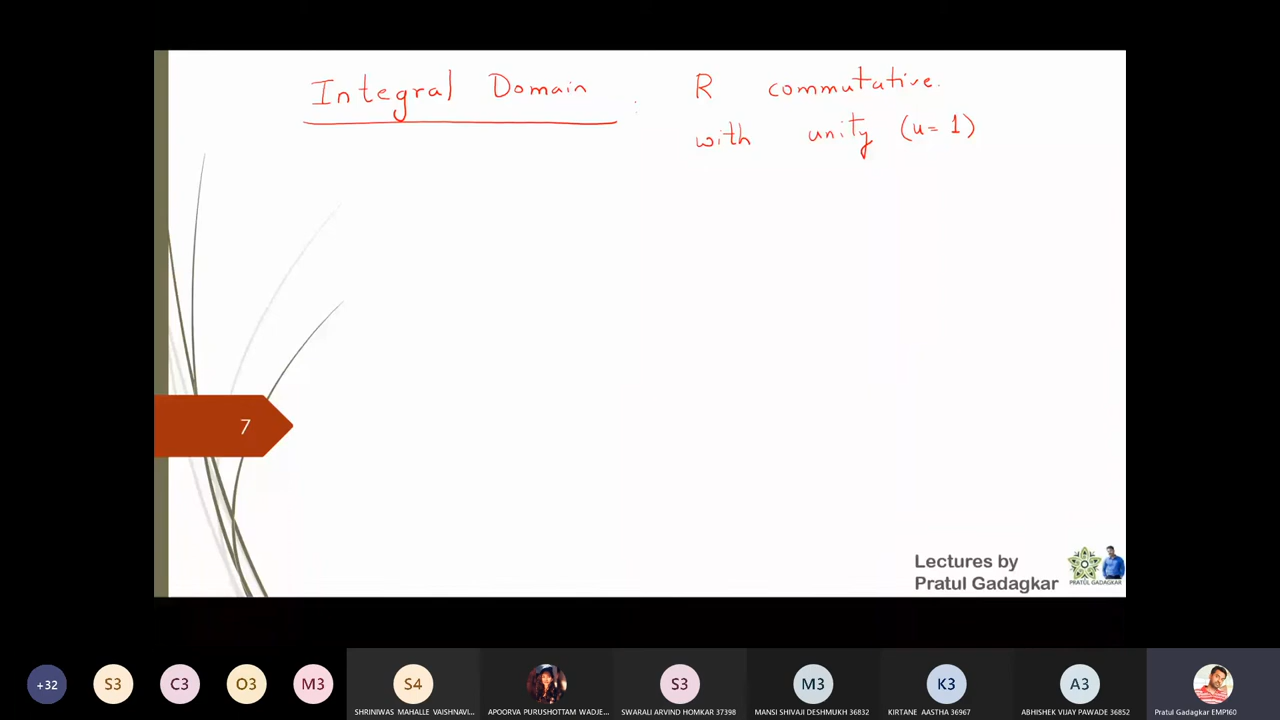 Integral Domain : R commutative.
with unity (u = 1)
7
Lectures by
Pratul Gadagkar
PRATUL GADAGKAR
+32
S3
C3
O3
M3
S4
S3
M3
K3
A3
SHRINIWAS MAHALLE VAISHNAVI...
APOORVA PURUSHOTTAM WADJE...
SWARALI ARVIND HOMKAR 37398
MANSI SHIVAJI DESHMUKH 36832
KIRTANE AASTHA 36967
ABHISHEK VIJAY PAWADE 36852
Pratul Gadagkar EMP160